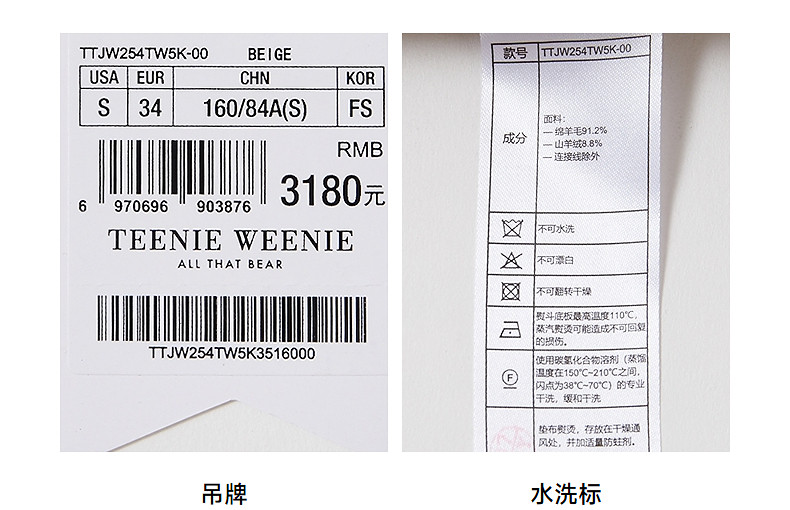 TTJW254TW5K-00 BEIGE
USA EUR CHN KOR
S 34 160/84A(S) FS
RMB
3180元
6 970696 903876
TEENIE WEENIE
ALL THAT BEAR
TTJW254TW5K3516000
款号 TTJW254TW5K-00
成分
面料：
— 绵羊毛91.2%
— 山羊绒8.8%
— 连接线除外
不可水洗
不可漂白
不可翻转干燥
熨斗底板最高温度110℃，
蒸汽熨烫可能造成不可回复
的损伤。
F
使用碳氢化合物溶剂（蒸馏
温度在150℃~210℃之间，
闪点为38℃~70℃）的专业
干洗，缓和干洗
垫布熨烫，存放在干燥通
风处，并加适量防蛀剂。
吊牌
水洗标